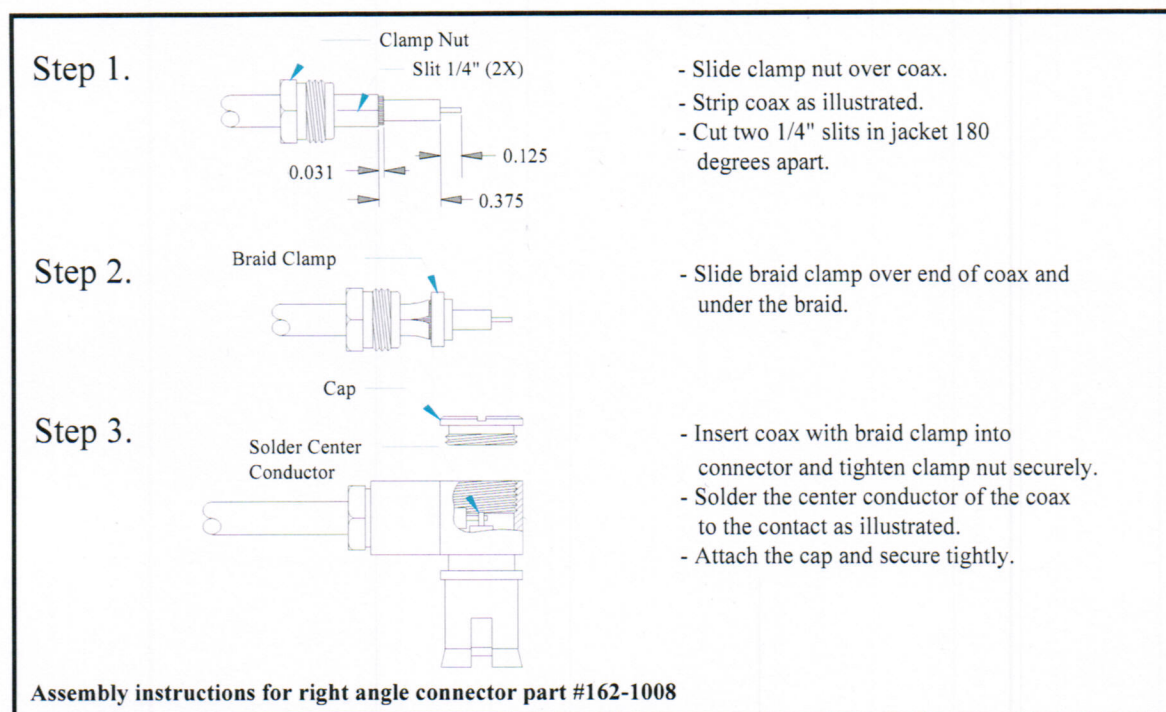 Step 1.
Clamp Nut
Slit 1/4" (2X)
0.125
0.031
0.375
- Slide clamp nut over coax.
- Strip coax as illustrated.
- Cut two 1/4" slits in jacket 180
degrees apart.
Step 2.
Braid Clamp
- Slide braid clamp over end of coax and
under the braid.
Step 3.
Cap
Solder Center
Conductor
- Insert coax with braid clamp into
connector and tighten clamp nut securely.
- Solder the center conductor of the coax
to the contact as illustrated.
- Attach the cap and secure tightly.
Assembly instructions for right angle connector part #162-1008